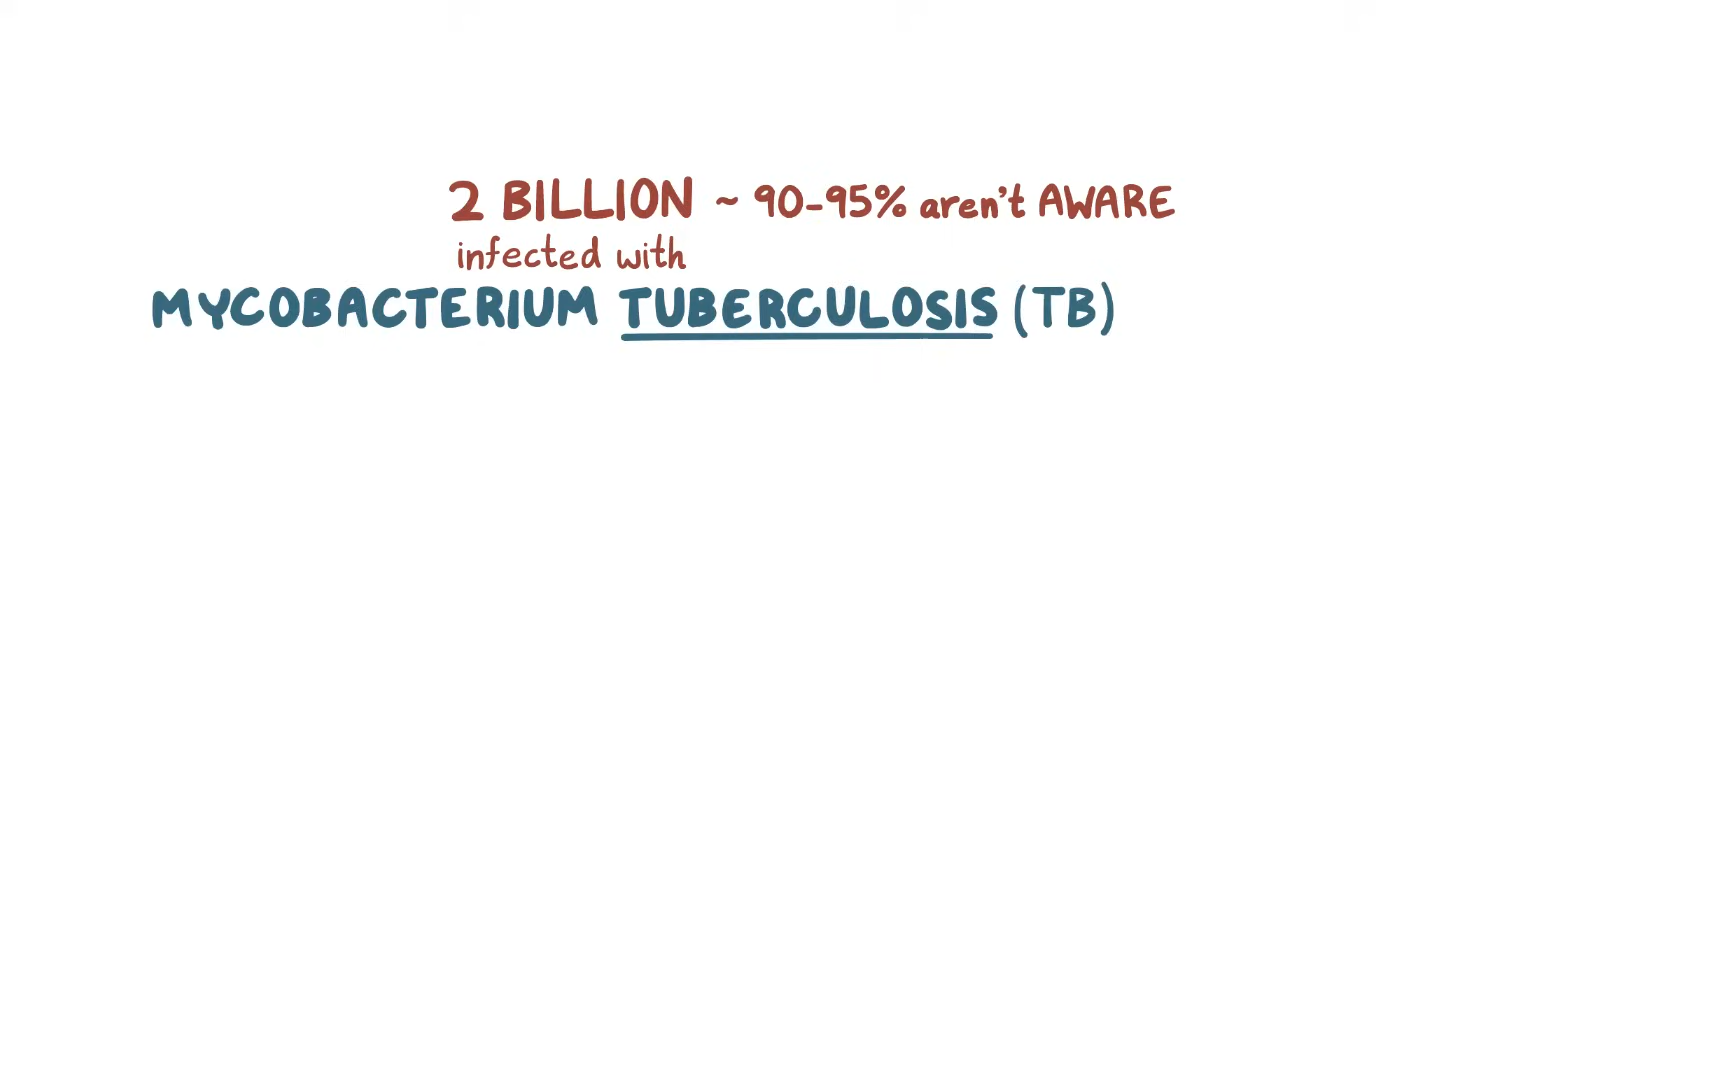 2 BILLION ~ 90-95% aren't AWARE
infected with
MYCOBACTERIUM TUBERCULOSIS (TB)